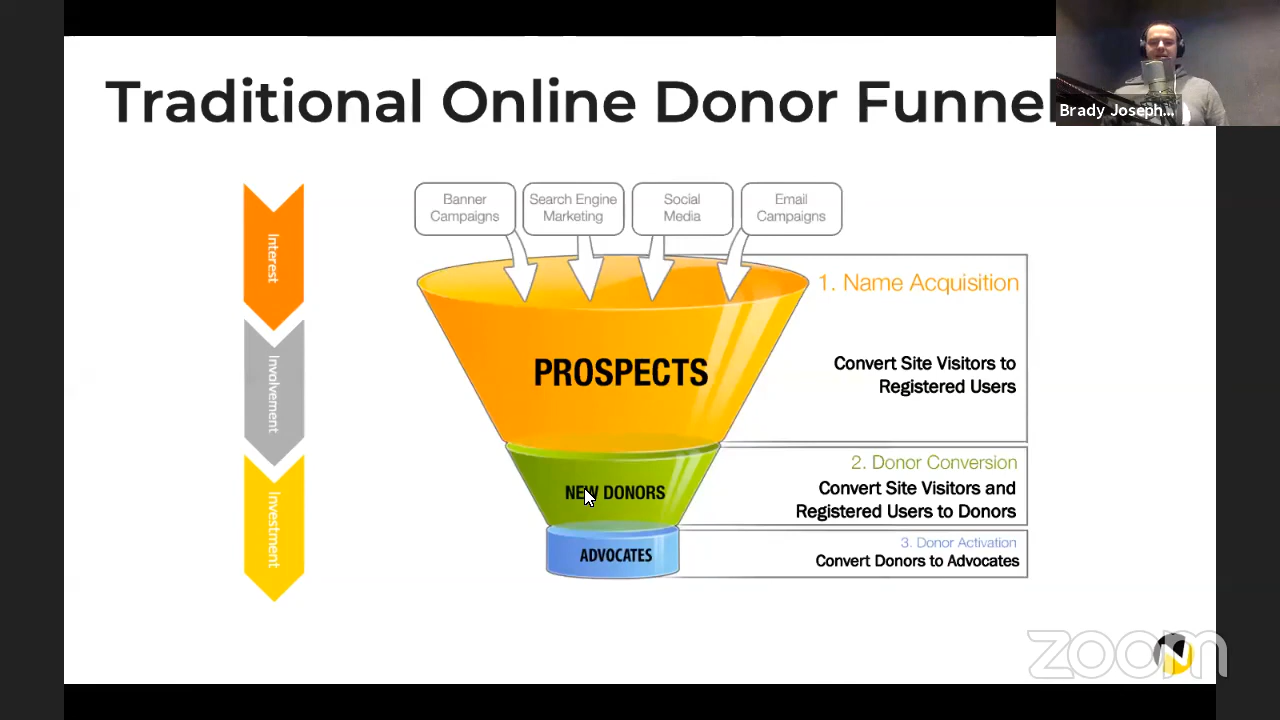 Traditional Online Donor Funnel
Brady Joseph...
Banner
Campaigns
Search Engine
Marketing
Social
Media
Email
Campaigns
Interest
Involvement
Investment
PROSPECTS
NEW DONORS
ADVOCATES
1. Name Acquisition
Convert Site Visitors to
Registered Users
2. Donor Conversion
Convert Site Visitors and
Registered Users to Donors
3. Donor Activation
Convert Donors to Advocates
zoom
N